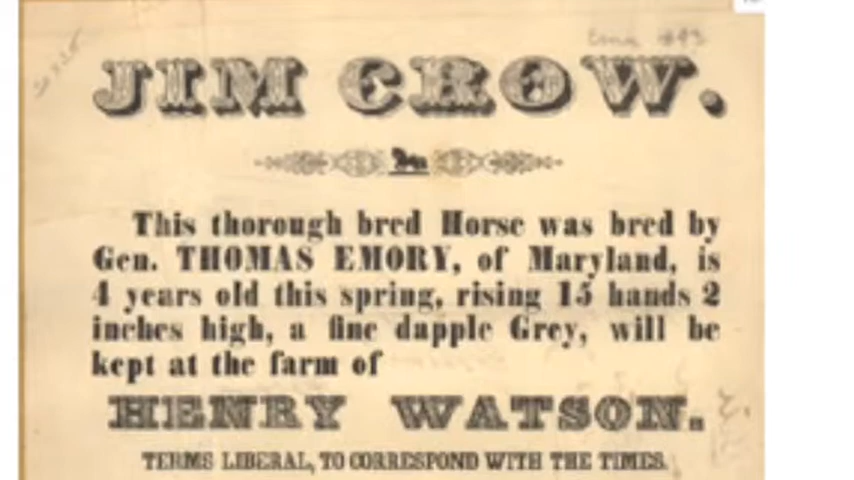 JIM CROW.
This thorough bred Horse was bred by
Gen. THOMAS EMORY, of Maryland, is
4 years old this spring, rising 15 hands 2
inches high, a fine dapple Grey, will be
kept at the farm of
HENRY WATSON.
TERMS LIBERAL, TO CORRESPOND WITH THE TIMES.